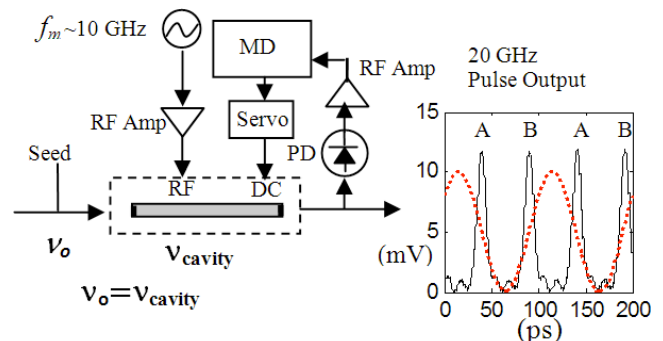 f_m~10 GHz
MD
RF Amp
20 GHz
Pulse Output
RF Amp
Servo
PD
Seed
RF
DC
ν_o
ν_cavity
ν_o=ν_cavity
15
10
5
0
(mV)
A
B
A
B
0
50
100
150
200
(ps)